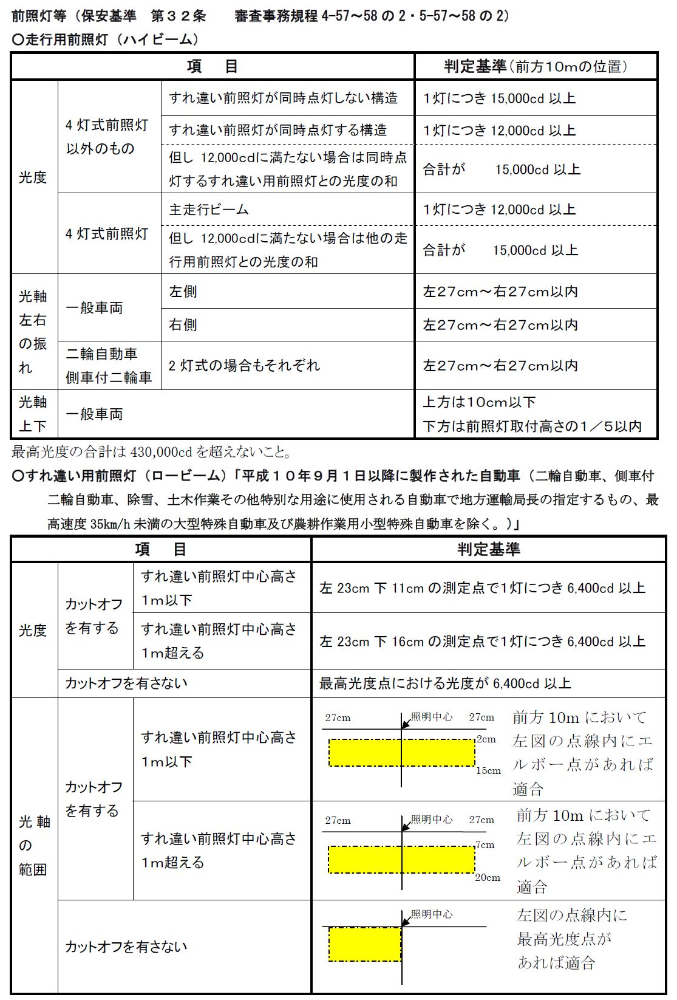 前照灯等（保安基準　第３２条　　審査事務規程 4-57～58 の 2・5-57～58 の 2）
○走行用前照灯（ハイビーム）
項　目
判定基準（前方１０ｍの位置）
光度
4 灯式前照灯
以外のもの
すれ違い前照灯が同時点灯しない構造
１灯につき 15,000cd 以上
すれ違い前照灯が同時点灯する構造
１灯につき 12,000cd 以上
但し 12,000cdに満たない場合は同時点
灯するすれ違い用前照灯との光度の和
合計が　　15,000cd 以上
4 灯式前照灯
主走行ビーム
１灯につき 12,000cd 以上
但し 12,000cdに満たない場合は他の走
行用前照灯との光度の和
合計が　　15,000cd 以上
光軸
左右
の振
れ
一般車両
左側
左２７ｃｍ～右２７ｃｍ以内
右側
左２７ｃｍ～右２７ｃｍ以内
二輪自動車
側車付二輪車
2 灯式の場合もそれぞれ
左２７ｃｍ～右２７ｃｍ以内
光軸
上下
一般車両
上方は１０ｃｍ以下
下方は前照灯取付高さの１／５以内
最高光度の合計は 430,000cd を超えないこと。
○すれ違い用前照灯（ロービーム）「平成１０年９月１日以降に製作された自動車（二輪自動車、側車付
二輪自動車、除雪、土木作業その他特別な用途に使用される自動車で地方運輸局長の指定するもの、最
高速度 35km/h 未満の大型特殊自動車及び農耕作業用小型特殊自動車を除く。）」
項　目
判定基準
光度
カットオフ
を有する
すれ違い前照灯中心高さ
１ｍ以下
左 23cm 下 11cm の測定点で１灯につき 6,400cd 以上
すれ違い前照灯中心高さ
１ｍ超える
左 23cm 下 16cm の測定点で１灯につき 6,400cd 以上
カットオフを有さない
最高光度点における光度が 6,400cd 以上
光軸
の
範囲
カットオフ
を有する
すれ違い前照灯中心高さ
１ｍ以下
27cm
照明中心
27cm
2cm
15cm
前方 10m において
左図の点線内にエ
ルボー点があれば
適合
すれ違い前照灯中心高さ
１ｍ超える
27cm
照明中心
27cm
7cm
20cm
前方 10m において
左図の点線内にエ
ルボー点があれば
適合
カットオフを有さない
照明中心
左図の点線内に
最高光度点が
あれば適合